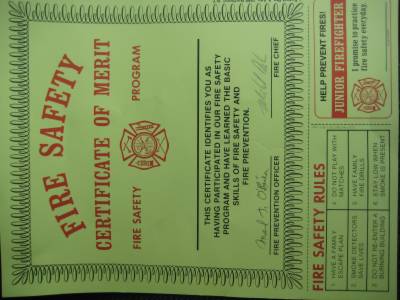 FIRE SAFETY
CERTIFICATE OF MERIT
FIRE SAFETY PROGRAM
THIS CERTIFICATE IDENTIFIES YOU AS
HAVING PARTICIPATED IN OUR FIRE SAFETY
PROGRAM AND HAVE LEARNED THE BASIC
SKILLS OF FIRE SAFETY AND
FIRE PREVENTION.
FIRE PREVENTION OFFICER
FIRE CHIEF
FIRE SAFETY RULES
1. HAVE A FAMILY
ESCAPE PLAN
2. SMOKE DETECTORS
SAVE LIVES
3. DO NOT RE-ENTER A
BURNING BUILDING
4. DO NOT PLAY WITH
MATCHES
5. HAVE FAMILY
FIRE DRILLS
6. STAY LOW WHEN
SMOKE IS PRESENT
HELP PREVENT FIRES!
JUNIOR FIREFIGHTER
I promise to practice
fire safety everyday.